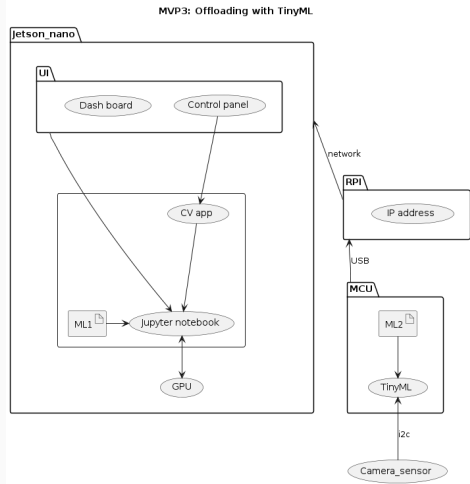 MVP3: Offloading with TinyML
Jetson_nano
UI
Dash board
Control panel
network
RPI
CV app
IP address
USB
MCU
ML1
Jupyter notebook
ML2
GPU
TinyML
i2c
Camera_sensor